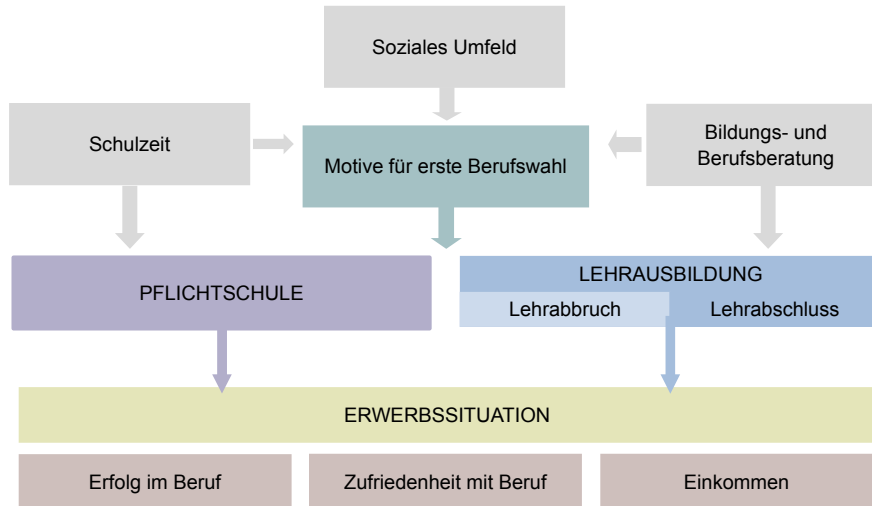 Soziales Umfeld
Schulzeit
Motive für erste Berufswahl
Bildungs- und
Berufsberatung
PFLICHTSCHULE
LEHRAUSBILDUNG
Lehrabbruch
Lehrabschluss
ERWERBSSITUATION
Erfolg im Beruf
Zufriedenheit mit Beruf
Einkommen